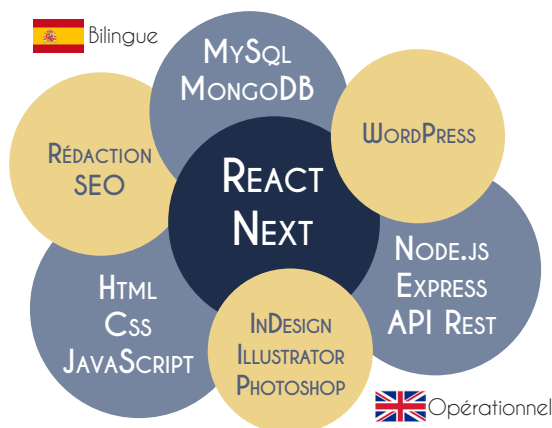 Bilingue
MySql
MongoDB
WordPress
Rédaction
SEO
React
Next
Node.js
Express
API Rest
Html
Css
JavaScript
InDesign
Illustrator
Photoshop
Opérationnel